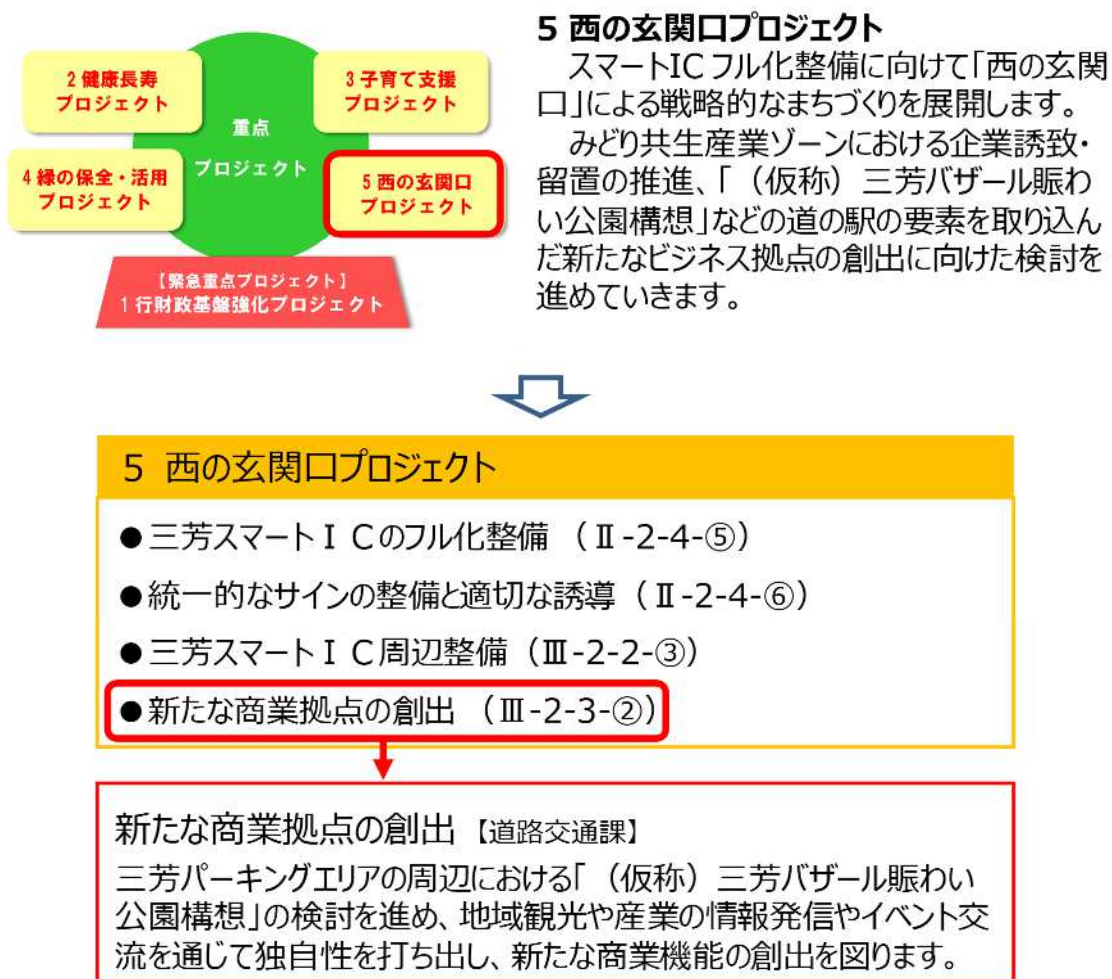 2 健康長寿
プロジェクト
3 子育て支援
プロジェクト
重点
プロジェクト
4 緑の保全・活用
プロジェクト
5 西の玄関口
プロジェクト
【緊急重点プロジェクト】
1 行財政基盤強化プロジェクト
5 西の玄関口プロジェクト
スマートIC フル化整備に向けて「西の玄関
口」による戦略的なまちづくりを展開します。
みどり共生産業ゾーンにおける企業誘致・
留置の推進、「（仮称）三芳バザール賑わ
い公園構想」などの道の駅の要素を取り込ん
だ新たなビジネス拠点の創出に向けた検討を
進めていきます。
5 西の玄関口プロジェクト
●三芳スマートＩＣのフル化整備（Ⅱ-2-4-⑤）
●統一的なサインの整備と適切な誘導（Ⅱ-2-4-⑥）
●三芳スマートＩＣ周辺整備（Ⅲ-2-2-③）
●新たな商業拠点の創出（Ⅲ-2-3-②）
新たな商業拠点の創出【道路交通課】
三芳パーキングエリアの周辺における「（仮称）三芳バザール賑わい
公園構想」の検討を進め、地域観光や産業の情報発信やイベント交
流を通じて独自性を打ち出し、新たな商業機能の創出を図ります。